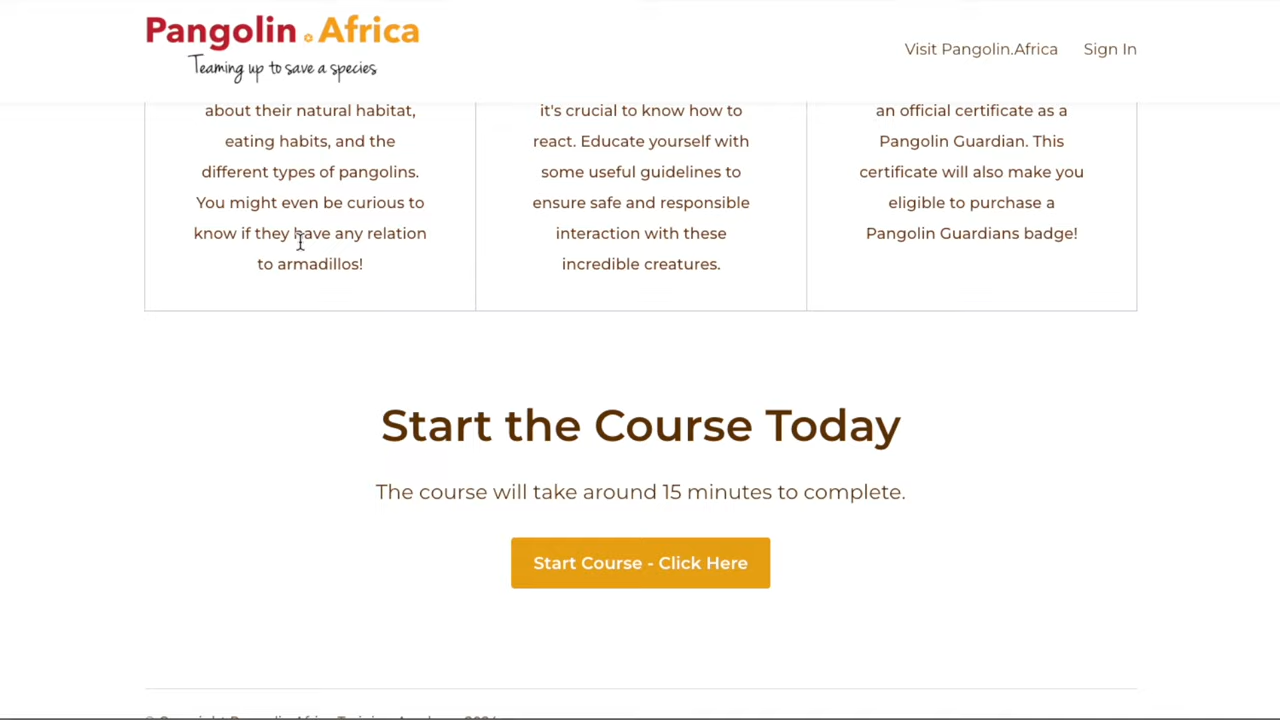 Pangolin Africa
Teaming up to save a species
Visit Pangolin.Africa
Sign In
about their natural habitat,
eating habits, and the
different types of pangolins.
You might even be curious to
know if they have any relation
to armadillos!
it's crucial to know how to
react. Educate yourself with
some useful guidelines to
ensure safe and responsible
interaction with these
incredible creatures.
an official certificate as a
Pangolin Guardian. This
certificate will also make you
eligible to purchase a
Pangolin Guardians badge!
Start the Course Today
The course will take around 15 minutes to complete.
Start Course - Click Here